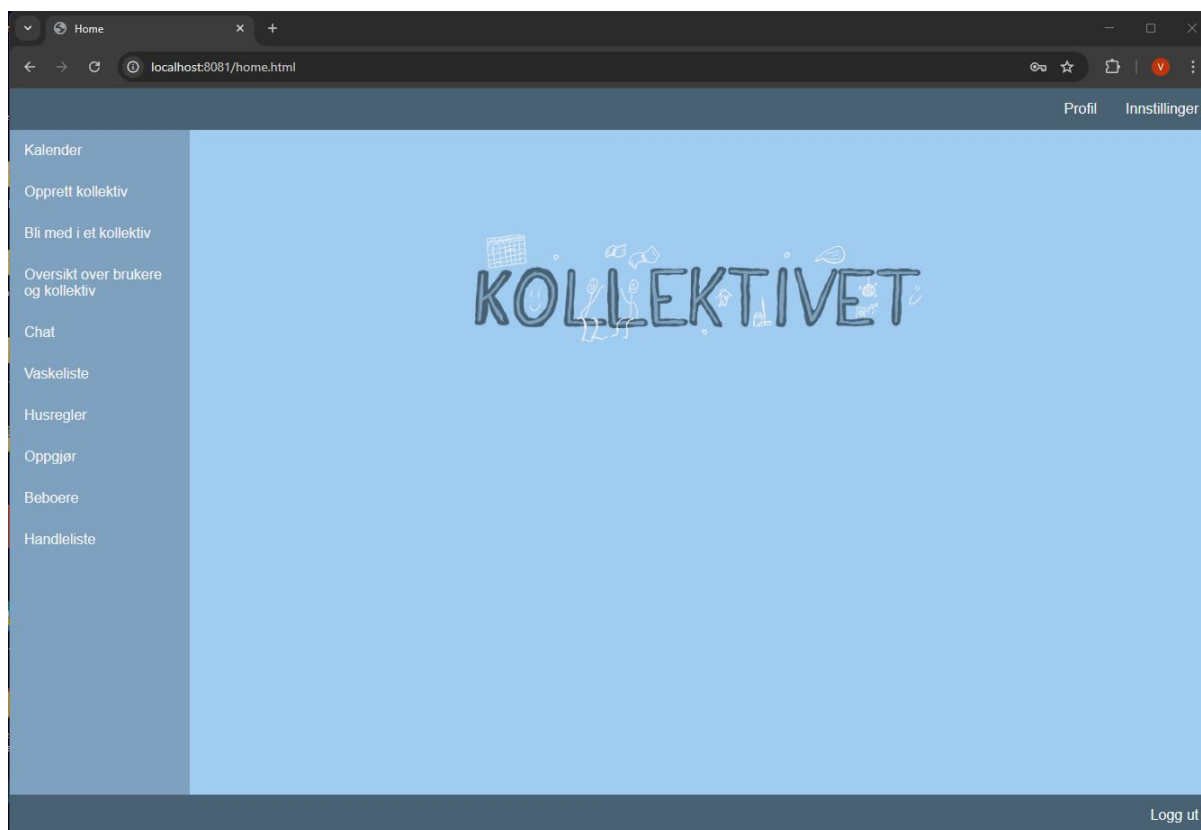 Home
localhost:8081/home.html
V
Profil Innstillinger
Kalender
Opprett kollektiv
Bli med i et kollektiv
Oversikt over brukere
og kollektiv
Chat
Vaskeliste
Husregler
Oppgjør
Beboere
Handleliste
KOLLEKTIVET
Logg ut